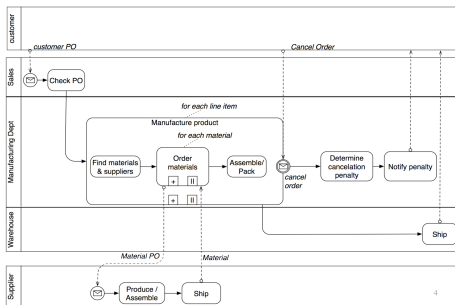 customer
customer PO
Cancel Order
Sales
Check PO
Manufacturing Dept
for each line item
Manufacture product
for each material
Find materials
& suppliers
Order
materials
Assemble/
Pack
cancel
order
Determine
cancelation
penalty
Notify penalty
Warehouse
Ship
Material PO
Material
Supplier
Produce /
Assemble
Ship
4